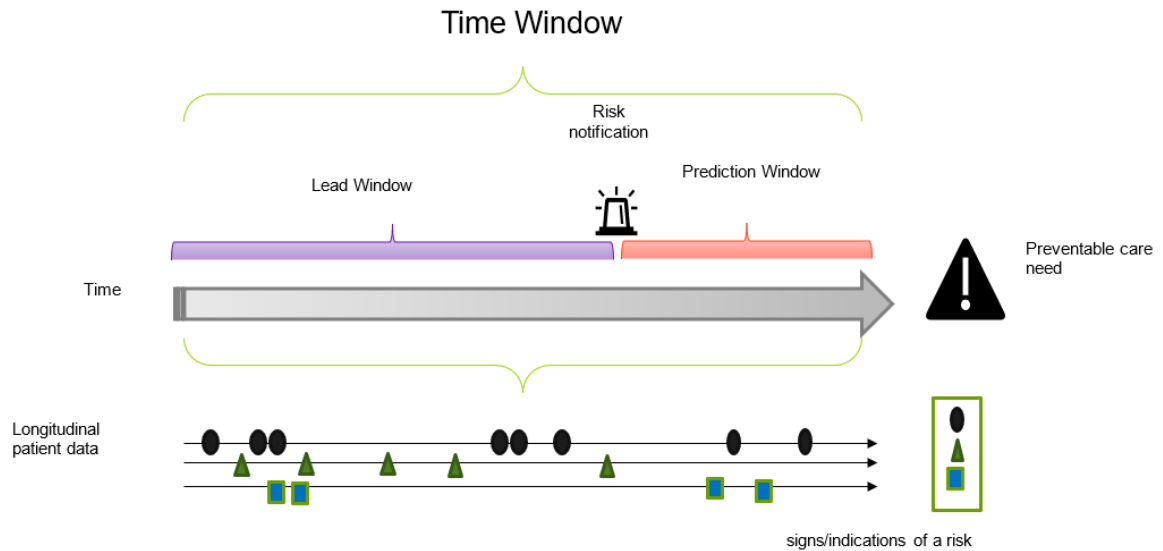 Time Window
Risk
notification
Lead Window
Prediction Window
Preventable care
need
Time
Longitudinal
patient data
signs/indications of a risk